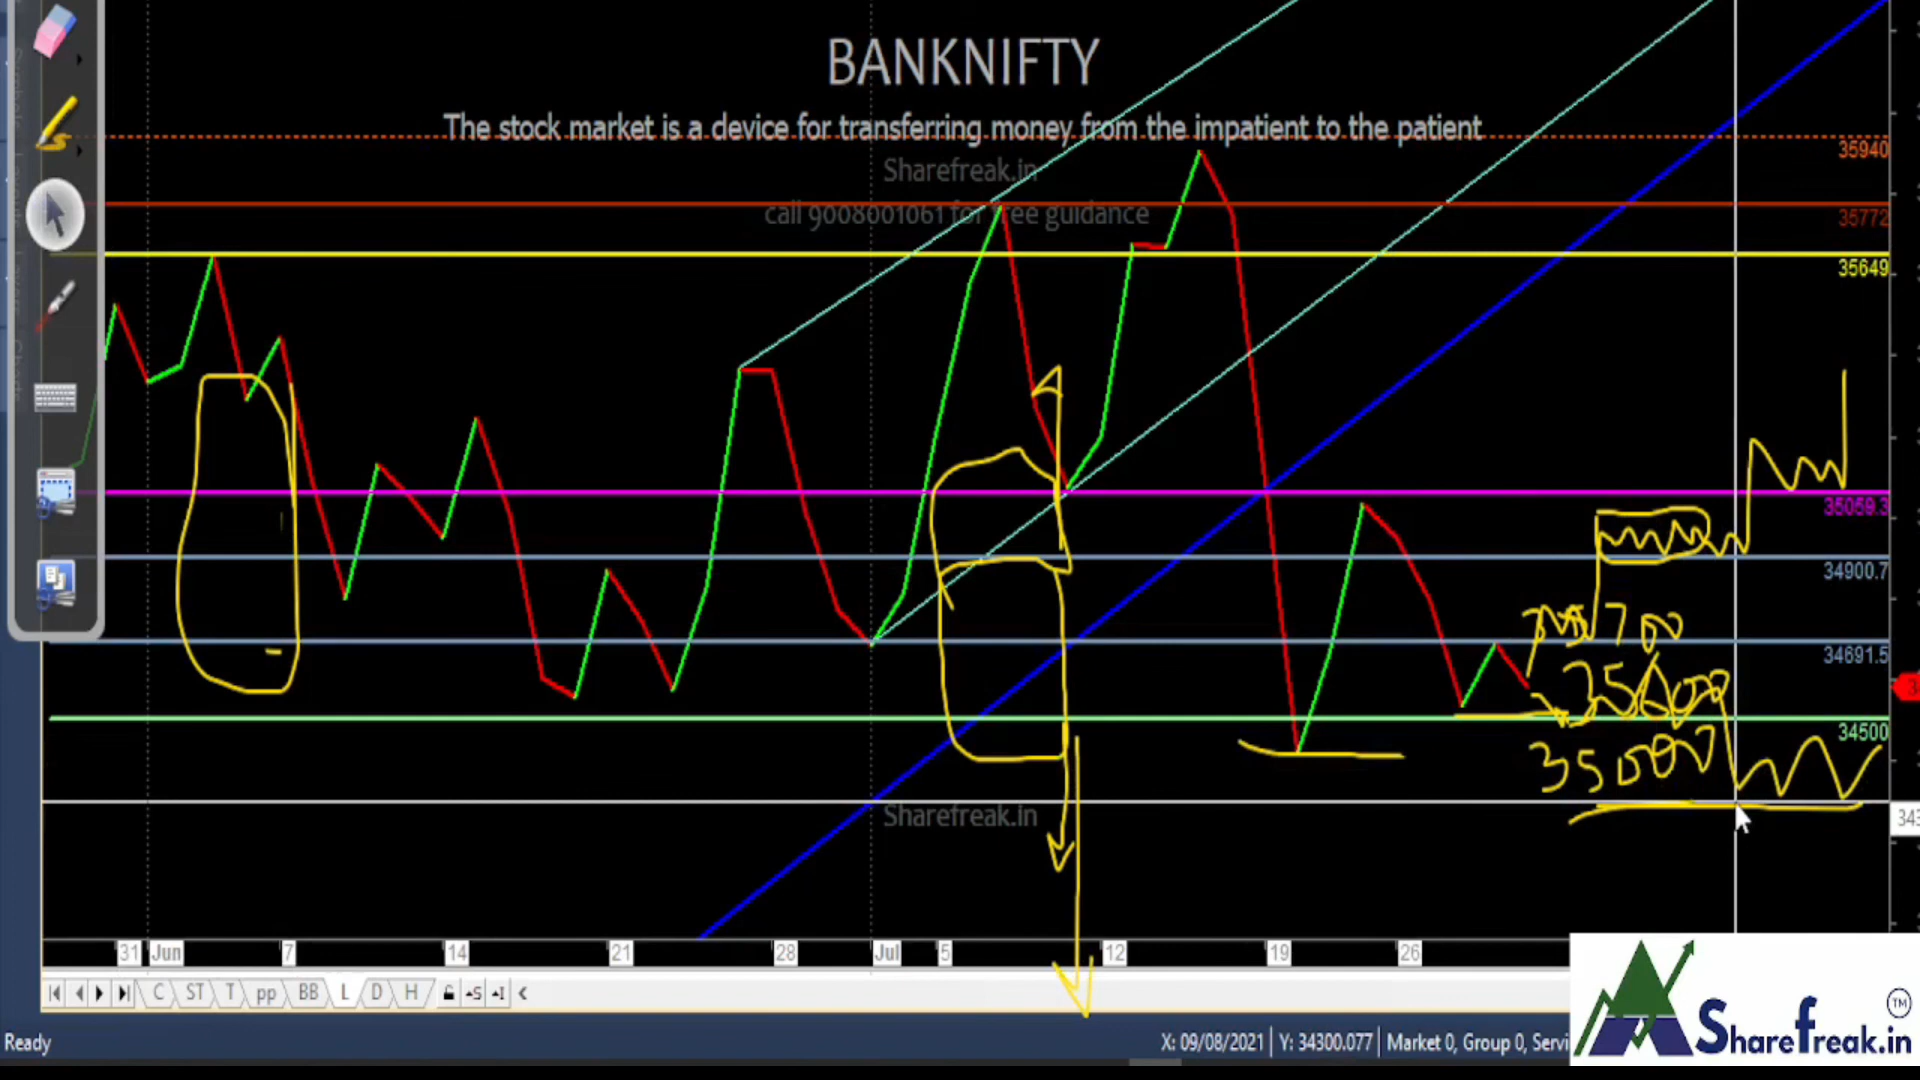 BANKNIFTY
The stock market is a device for transferring money from the impatient to the patient
Sharefreak.in
call 9008001061 for free guidance
35940
35772
35649
35069.3
34900.7
34691.5
34500
700
35000
Sharefreak.in
31 Jun 7 14 21 28 Jul 5 12 19 26
C ST T pp BB L D H
Ready
X: 09/08/2021 Y: 34300.077 Market 0, Group 0, Servi
ShareFreak.in
TM